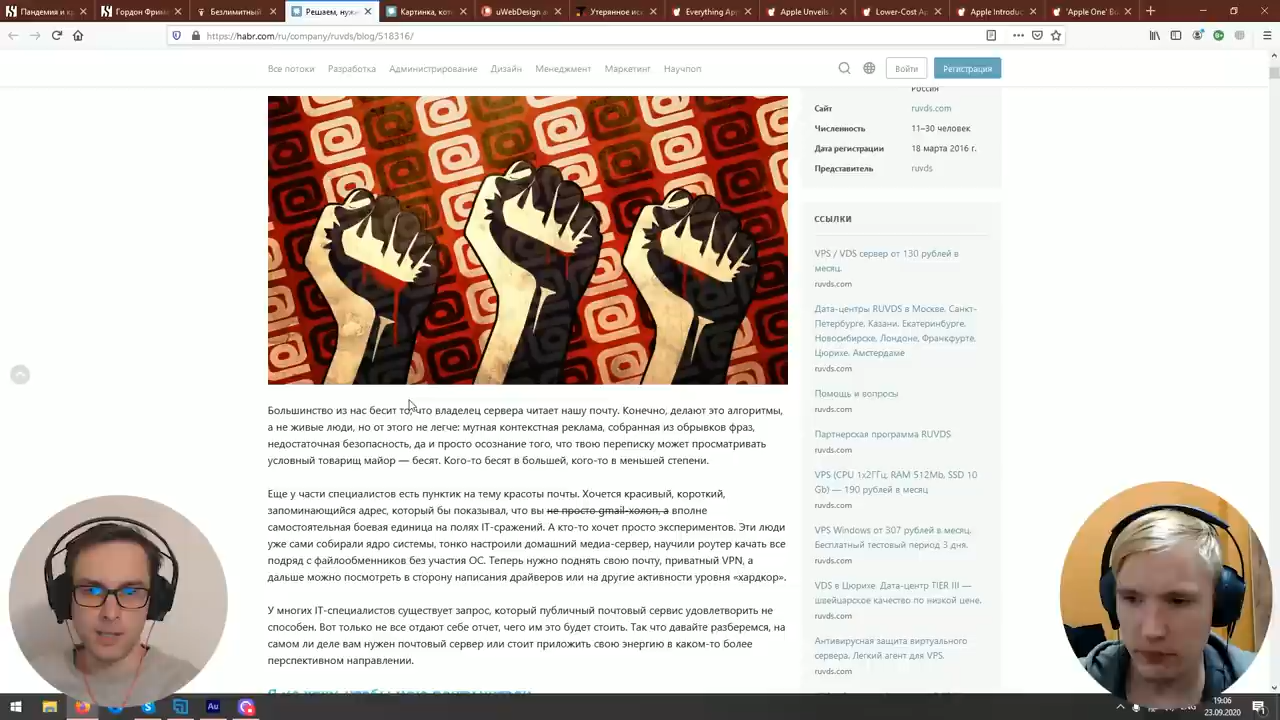 Пандемия и к
Гордон Фрима
Безлимитный
Решаем, нуж
Картинка, кот
uWebDesign
Утерянное ис
Everything App
Apple Unveils
Lower-Cost Ap
Apple Introduc
'Apple One' Bu
https://habr.com/ru/company/ruvds/blog/518316/
Все потоки Разработка Администрирование Дизайн Менеджмент Маркетинг Научпоп
Войти Регистрация
Россия
Сайт ruvds.com
Численность 11–30 человек
Дата регистрации 18 марта 2016 г.
Представитель ruvds
ССЫЛКИ
VPS / VDS сервер от 130 рублей в
месяц.
ruvds.com
Дата-центры RUVDS в Москве, Санкт-
Петербурге, Казани, Екатеринбурге,
Новосибирске, Лондоне, Франкфурте,
Цюрихе, Амстердаме
ruvds.com
Помощь и вопросы
ruvds.com
Партнерская программа RUVDS
ruvds.com
VPS (CPU 1x2ГГц, RAM 512Mb, SSD 10
Gb) — 190 рублей в месяц
ruvds.com
VPS Windows от 307 рублей в месяц.
Бесплатный тестовый период 3 дня.
ruvds.com
VDS в Цюрихе. Дата-центр TIER III —
швейцарское качество по низкой цене.
ruvds.com
Антивирусная защита виртуального
сервера. Легкий агент для VPS.
ruvds.com
Большинство из нас бесит то, что владелец сервера читает нашу почту. Конечно, делают это алгоритмы,
а не живые люди, но от этого не легче: мутная контекстная реклама, собранная из обрывков фраз,
недостаточная безопасность, да и просто осознание того, что твою переписку может просматривать
условный товарищ майор — бесят. Кого-то бесят в большей, кого-то в меньшей степени.
Еще у части специалистов есть пунктик на тему красоты почты. Хочется красивый, короткий,
запоминающийся адрес, который бы показывал, что вы не просто gmail-холоп, а вполне
самостоятельная боевая единица на полях IT-сражений. А кто-то хочет просто экспериментов. Эти люди
уже сами собирали ядро системы, тонко настроили домашний медиа-сервер, научили роутер качать все
подряд с файлообменников без участия ОС. Теперь нужно поднять свою почту, приватный VPN, а
дальше можно посмотреть в сторону написания драйверов или на другие активности уровня «хардкор».
У многих IT-специалистов существует запрос, который публичный почтовый сервис удовлетворить не
способен. Вот только не все отдают себе отчет, чего им это будет стоить. Так что давайте разберемся, на
самом ли деле вам нужен почтовый сервер или стоит приложить свою энергию в каком-то более
перспективном направлении.
19:06
23.09.2020